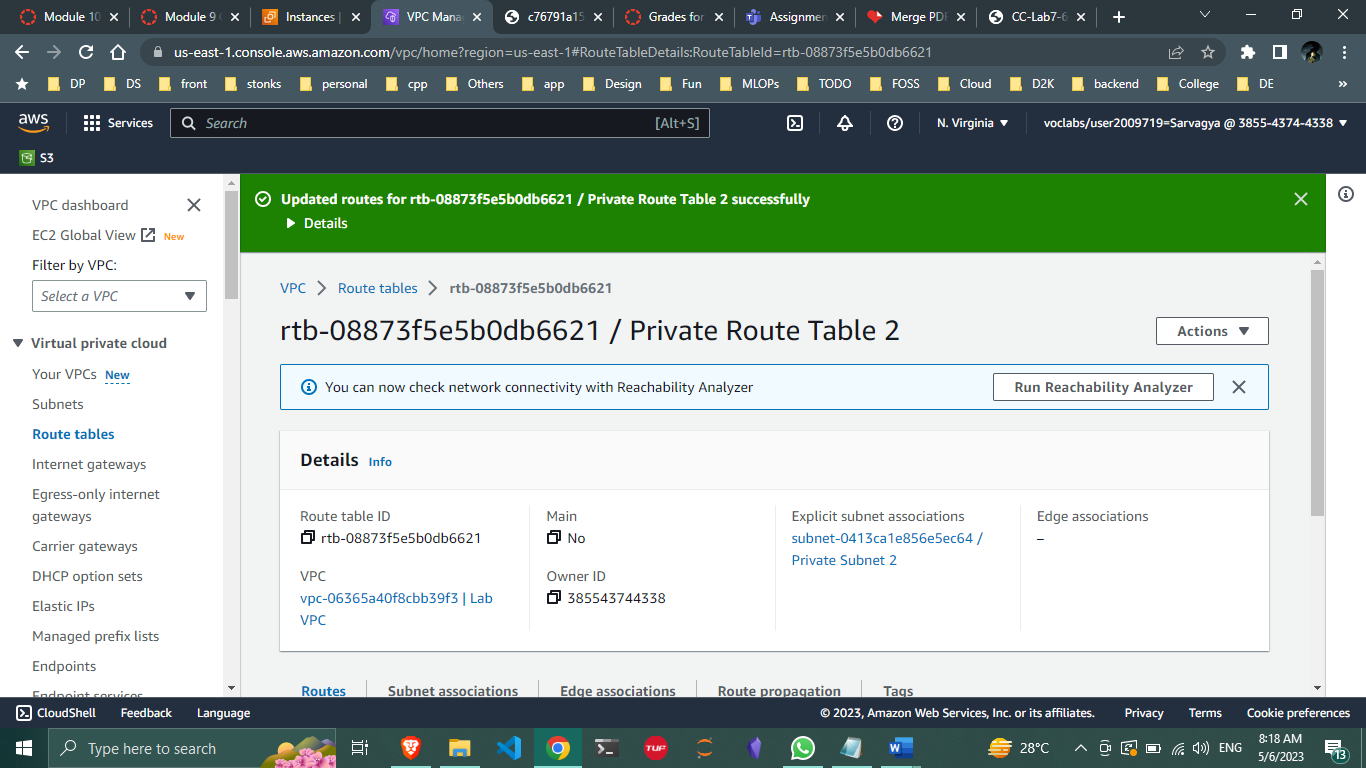 Module 10
Module 9 C
Instances |
VPC Mana
c76791a15
Grades for
Assignmen
Merge PDF
CC-Lab7-6
us-east-1.console.aws.amazon.com/vpc/home?region=us-east-1#RouteTableDetails:RouteTableId=rtb-08873f5e5b0db6621
DP DS front stonks personal cpp Others app Design Fun MLOPs TODO FOSS Cloud D2K backend College DE »
aws Services Search [Alt+S] N. Virginia voclabs/user2009719=Sarvagya @ 3855-4374-4338
S3
VPC dashboard
EC2 Global View New
Filter by VPC:
Select a VPC
Virtual private cloud
Your VPCs New
Subnets
Route tables
Internet gateways
Egress-only internet
gateways
Carrier gateways
DHCP option sets
Elastic IPs
Managed prefix lists
Endpoints
Endpoint services
Updated routes for rtb-08873f5e5b0db6621 / Private Route Table 2 successfully
Details
VPC > Route tables > rtb-08873f5e5b0db6621
rtb-08873f5e5b0db6621 / Private Route Table 2
Actions
You can now check network connectivity with Reachability Analyzer
Run Reachability Analyzer
Details Info
Route table ID
rtb-08873f5e5b0db6621
VPC
vpc-06365a40f8cbb39f3 | Lab
VPC
Main
No
Owner ID
385543744338
Explicit subnet associations
subnet-0413ca1e856e5ec64 /
Private Subnet 2
Edge associations
–
Routes Subnet associations Edge associations Route propagation Tags
CloudShell Feedback Language © 2023, Amazon Web Services, Inc. or its affiliates. Privacy Terms Cookie preferences
Type here to search
TUF
28°C
ENG
8:18 AM
5/6/2023
13